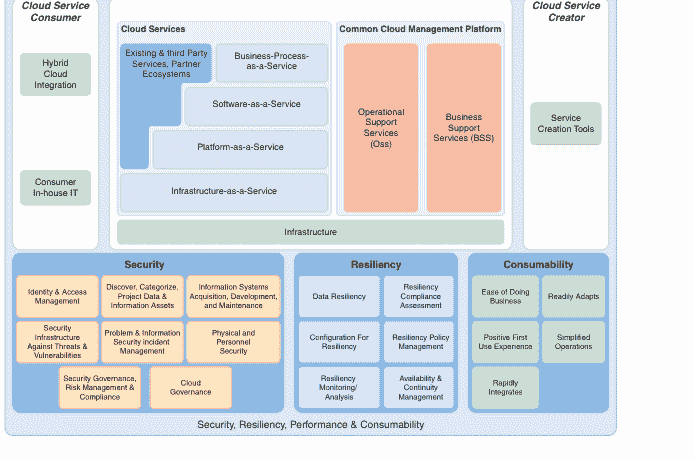 Cloud Service
Consumer
Hybrid
Cloud
Integration
Consumer
In-house IT
Cloud Services
Existing & third Party
Services, Partner
Ecosystems
Business-Process-
as-a-Service
Software-as-a-Service
Platform-as-a-Service
Infrastructure-as-a-Service
Common Cloud Management Platform
Operational
Support
Services
(Oss)
Business
Support
Services (BSS)
Infrastructure
Cloud Service
Creator
Service
Creation Tools
Security
Identity & Access
Management
Discover, Categorize,
Project Data &
Information Assets
Information Systems
Acquisition, Development,
and Maintenance
Security
Infrastructure
Against Threats &
Vulnerabilities
Problem & Information
Security incident
Management
Physical and
Personnel
Security
Security Governance,
Risk Management &
Compliance
Cloud
Governance
Resiliency
Data Resiliency
Resiliency
Compliance
Assessment
Configuration For
Resiliency
Resiliency Policy
Management
Resiliency
Monitoring/
Analysis
Availability &
Continuity
Management
Consumability
Ease of Doing
Business
Readily Adapts
Positive First
Use Experience
Simplified
Operations
Rapidly
Integrates
Security, Resiliency, Performance & Consumability